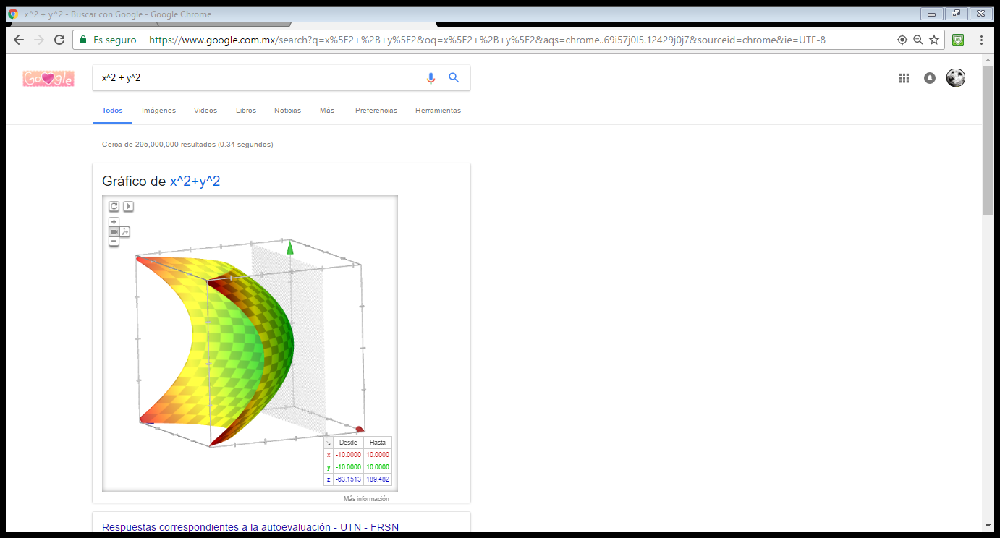 x^2 + y^2 - Buscar con Google - Google Chrome
Es seguro https://www.google.com.mx/search?q=x%5E2+%2B+y%5E2&oq=x%5E2+%2B+y%5E2&aqs=chrome..69i57j0l5.12429j0j7&sourceid=chrome&ie=UTF-8
Google x^2 + y^2
Todos Imágenes Videos Libros Noticias Más Preferencias Herramientas
Cerca de 295,000,000 resultados (0.34 segundos)
Gráfico de x^2+y^2
Desde Hasta
x -10.0000 10.0000
y -10.0000 10.0000
z -63.1513 189.482
Más información
Respuestas correspondientes a la autoevaluación - UTN - FRSN